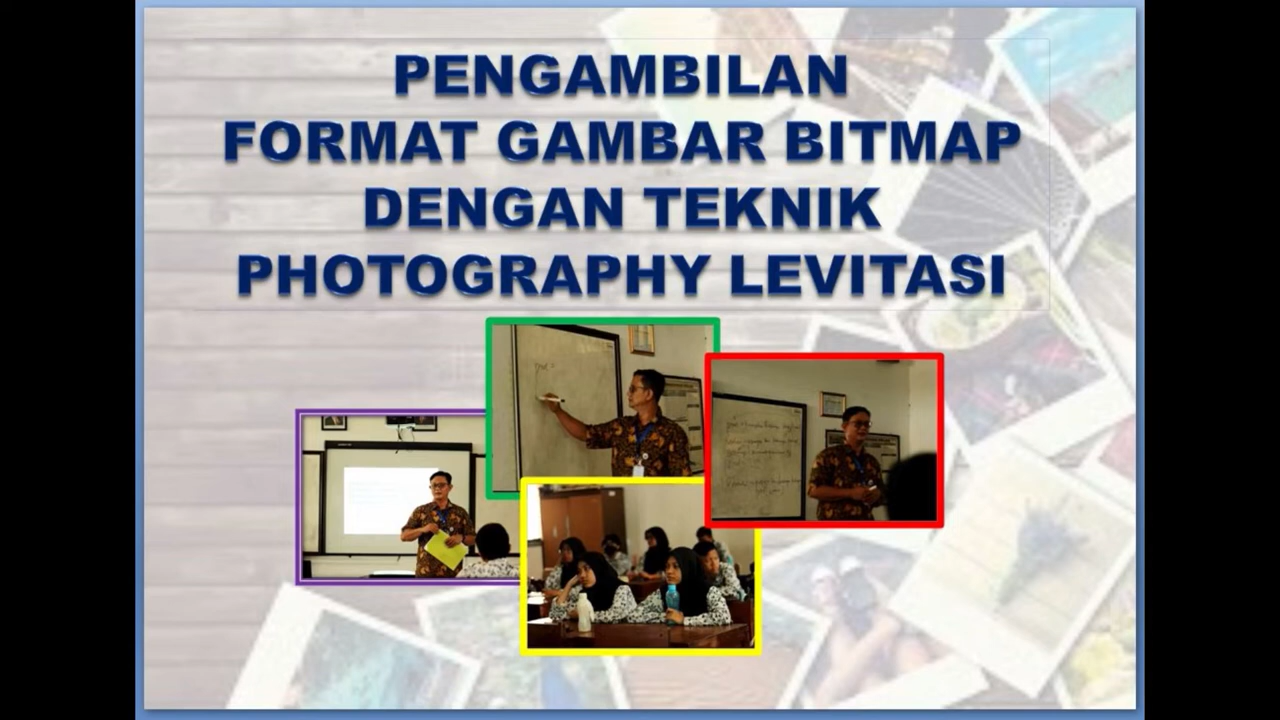 PENGAMBILAN
FORMAT GAMBAR BITMAP
DENGAN TEKNIK
PHOTOGRAPHY LEVITASI